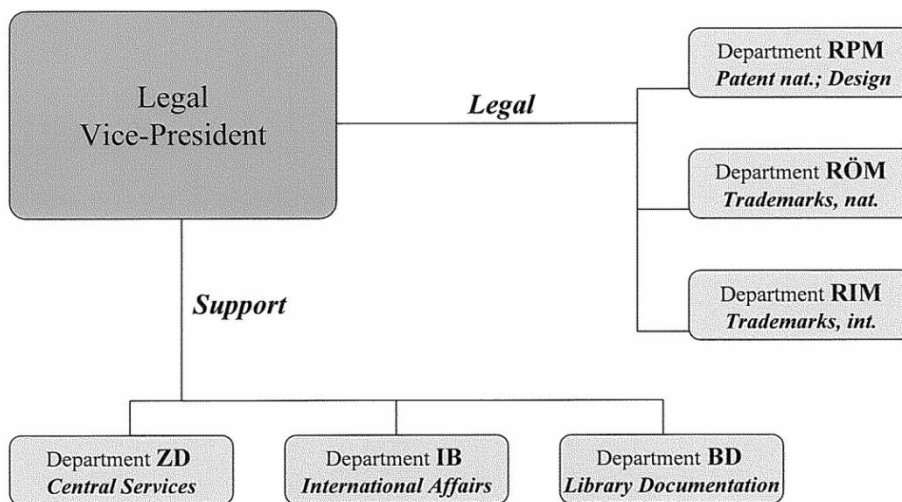 Legal
Vice-President
Legal
Department RPM
Patent nat.; Design
Department RÖM
Trademarks, nat.
Department RIM
Trademarks, int.
Support
Department ZD
Central Services
Department IB
International Affairs
Department BD
Library Documentation